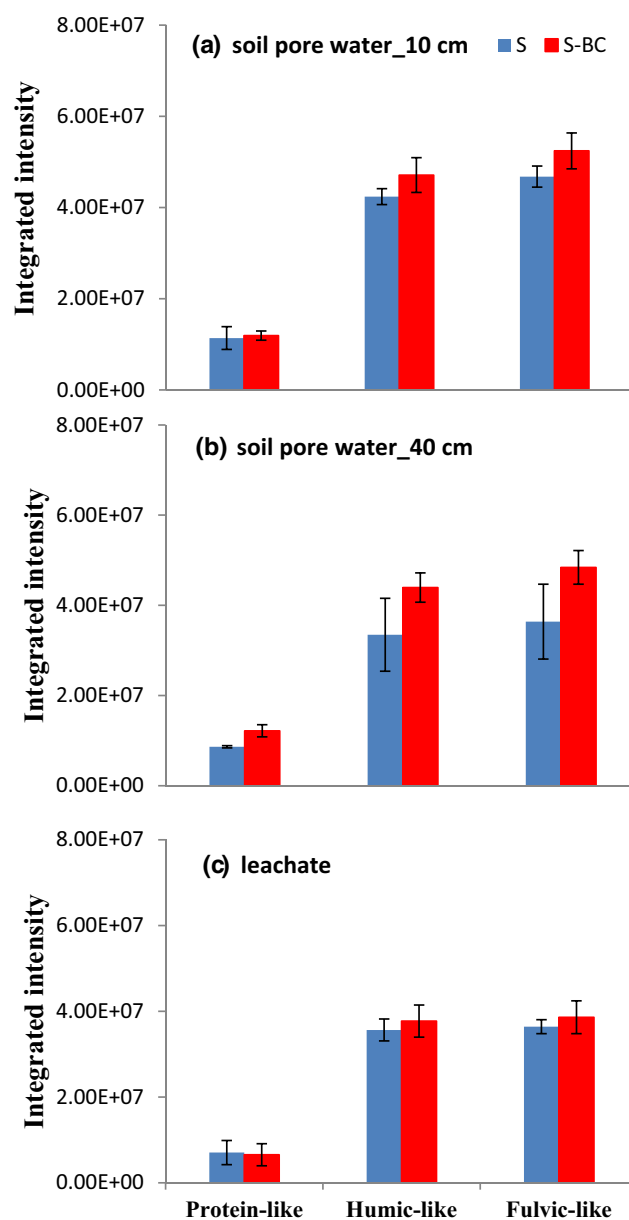 8.00E+07
(a) soil pore water_10 cm
S
S-BC
6.00E+07
4.00E+07
2.00E+07
0.00E+00
Integrated intensity
8.00E+07
(b) soil pore water_40 cm
6.00E+07
4.00E+07
2.00E+07
0.00E+00
Integrated intensity
8.00E+07
(c) leachate
6.00E+07
4.00E+07
2.00E+07
0.00E+00
Integrated intensity
Protein-like
Humic-like
Fulvic-like